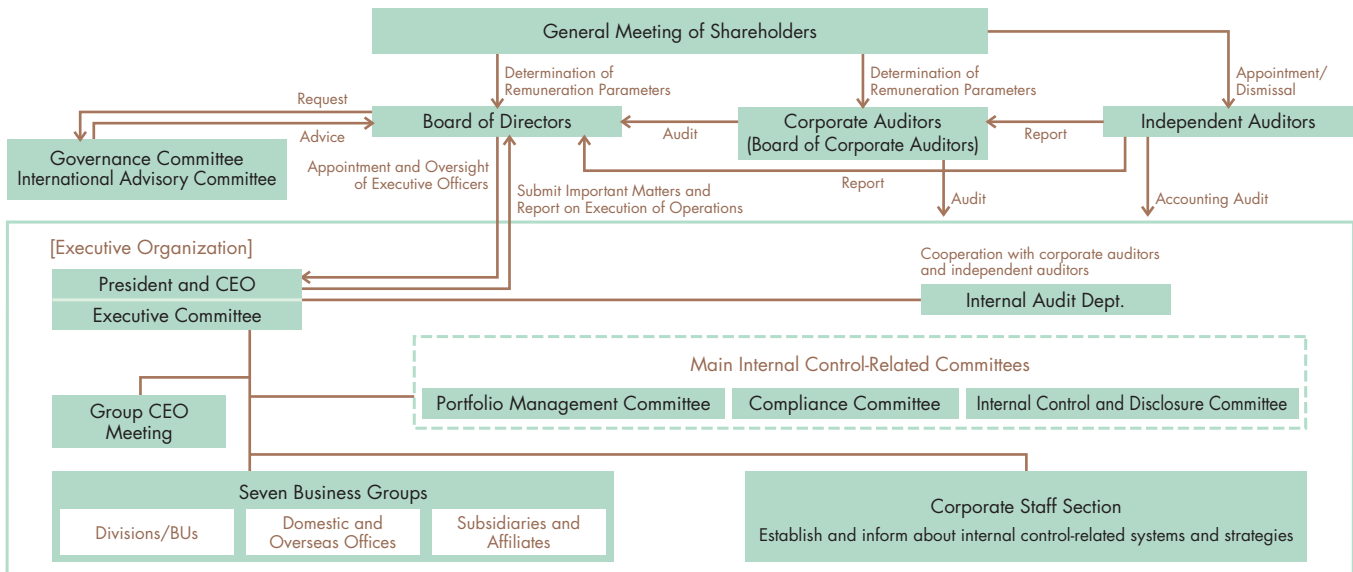 General Meeting of Shareholders
Determination of
Remuneration Parameters
Determination of
Remuneration Parameters
Appointment/
Dismissal
Request
Advice
Board of Directors
Audit
Corporate Auditors
(Board of Corporate Auditors)
Report
Independent Auditors
Governance Committee
International Advisory Committee
Appointment and Oversight
of Executive Officers
Submit Important Matters and
Report on Execution of Operations
Report
Audit
Accounting Audit
[Executive Organization]
President and CEO
Executive Committee
Cooperation with corporate auditors
and independent auditors
Internal Audit Dept.
Main Internal Control-Related Committees
Portfolio Management Committee
Compliance Committee
Internal Control and Disclosure Committee
Group CEO
Meeting
Seven Business Groups
Divisions/BUs
Domestic and
Overseas Offices
Subsidiaries and
Affiliates
Corporate Staff Section
Establish and inform about internal control-related systems and strategies